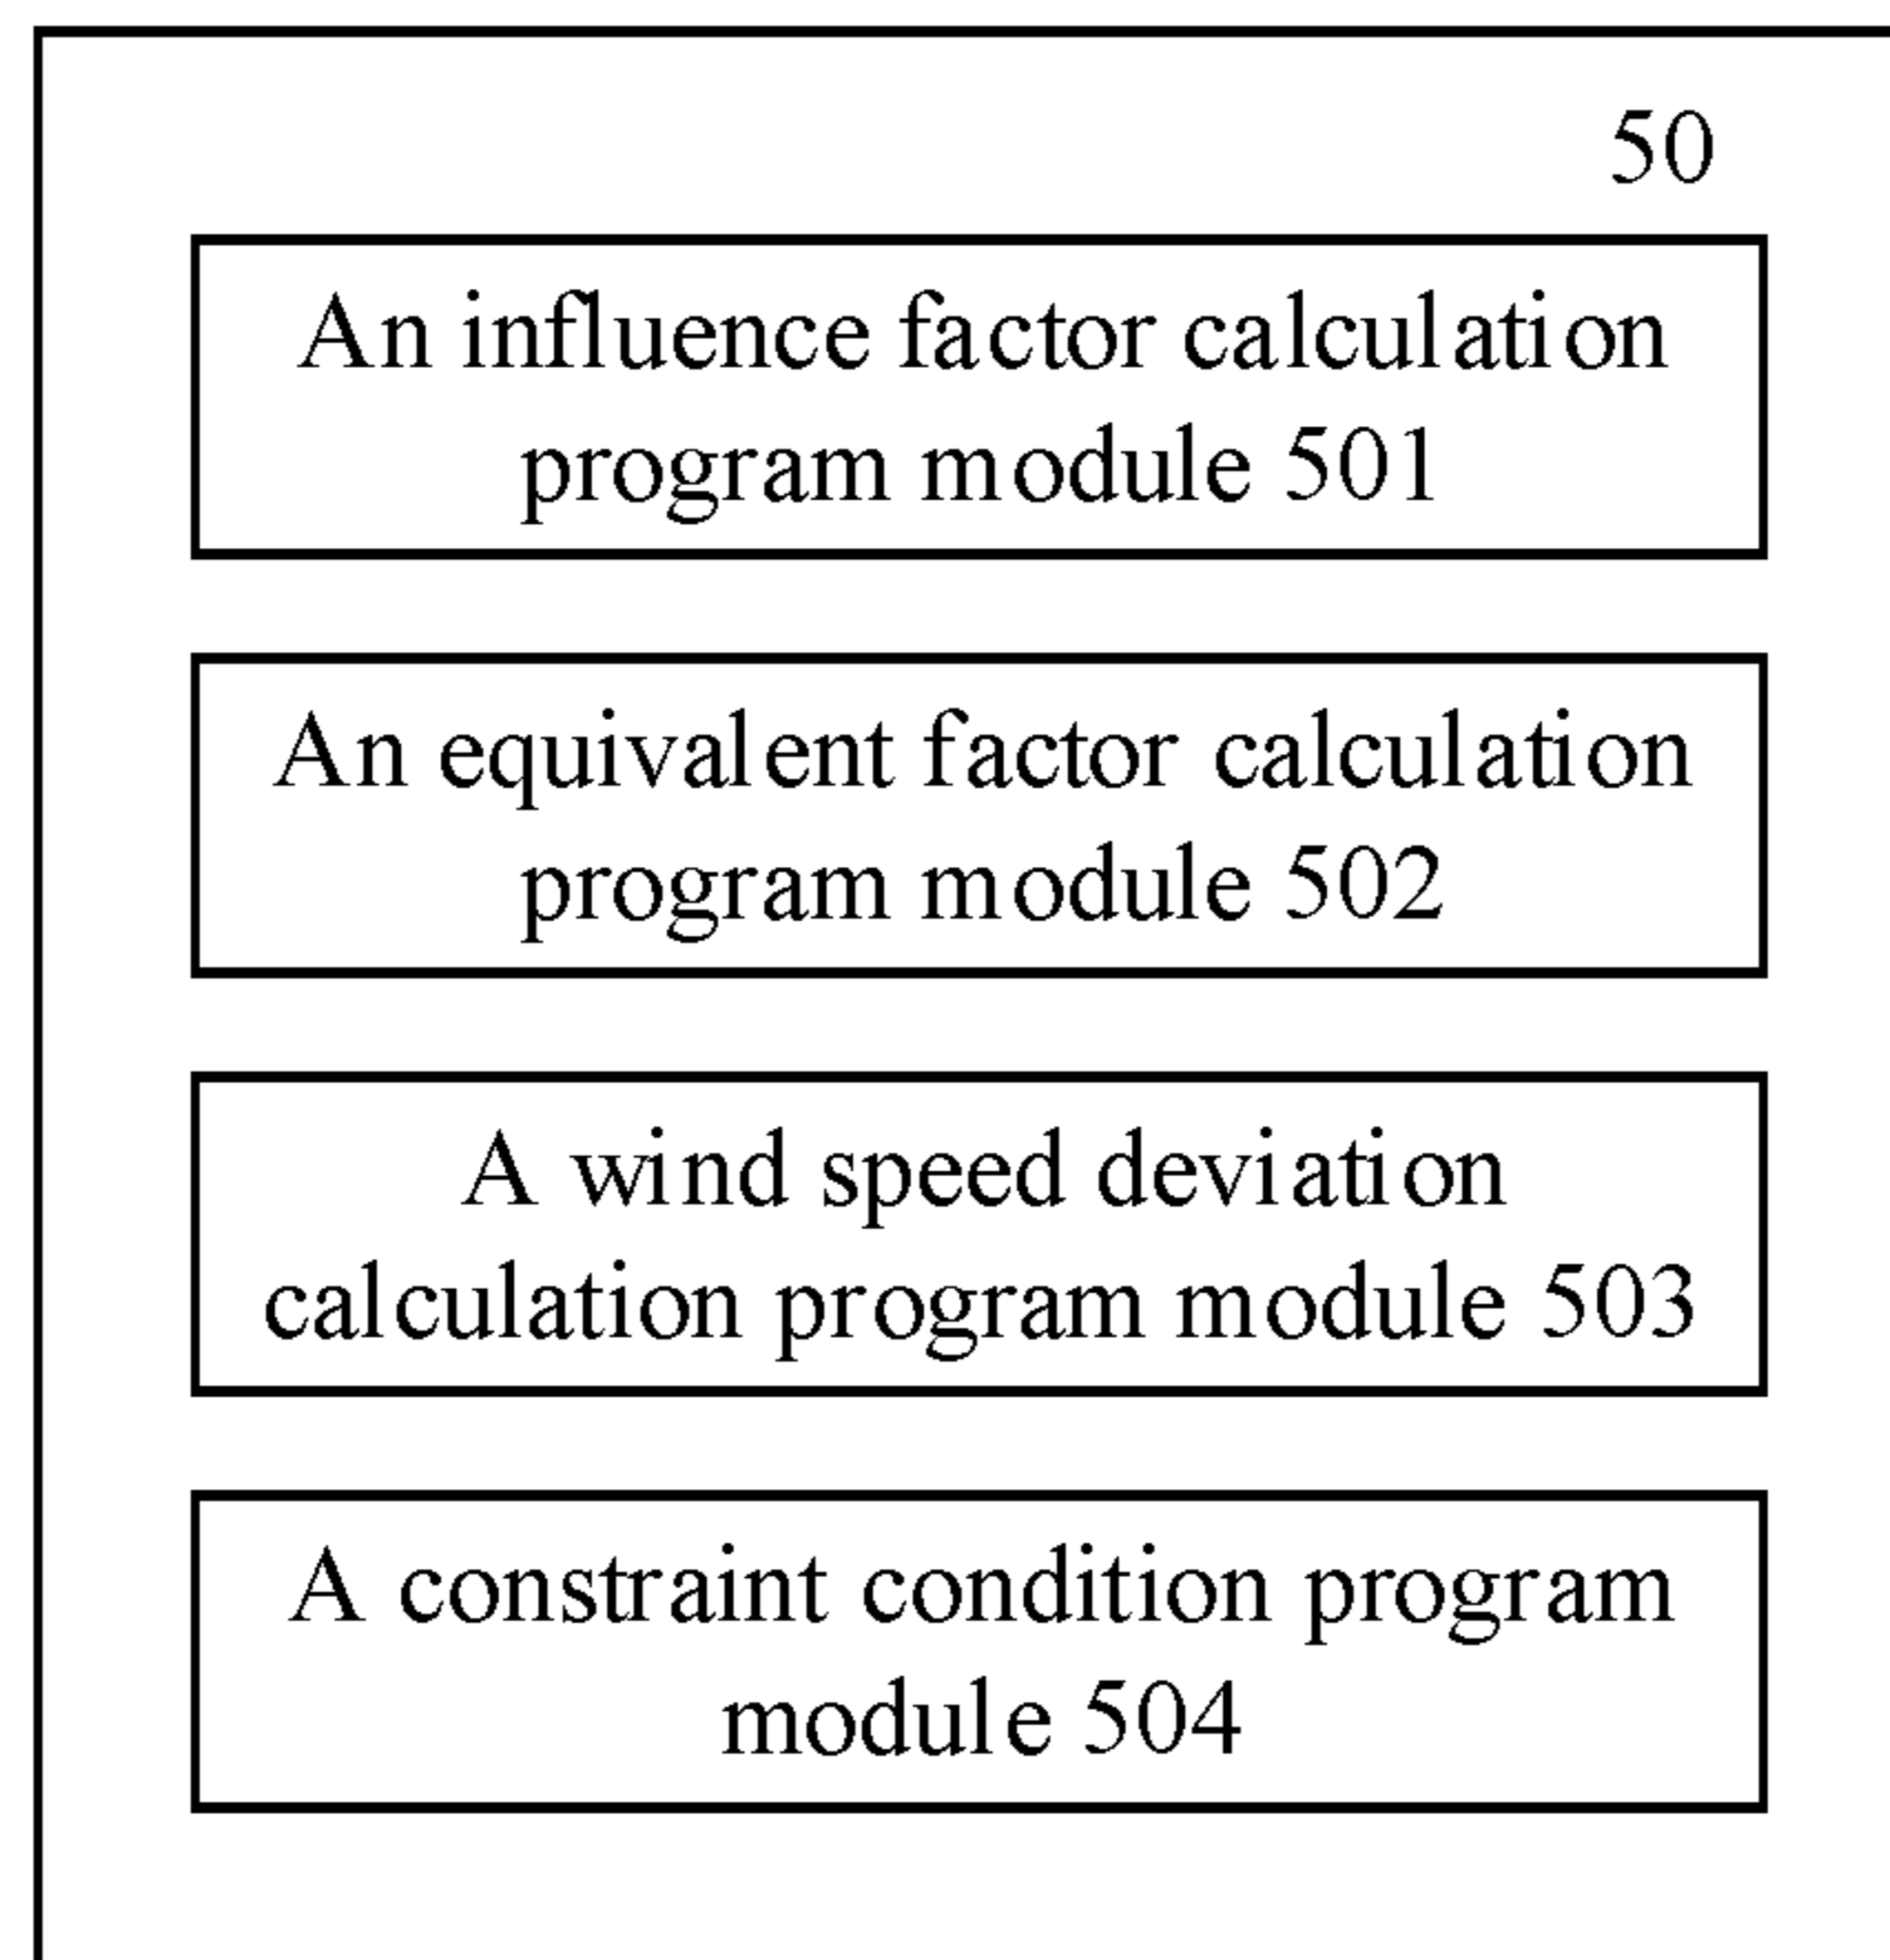 50
An influence factor calculation
program module 501
An equivalent factor calculation
program module 502
A wind speed deviation
calculation program module 503
A constraint condition program
module 504